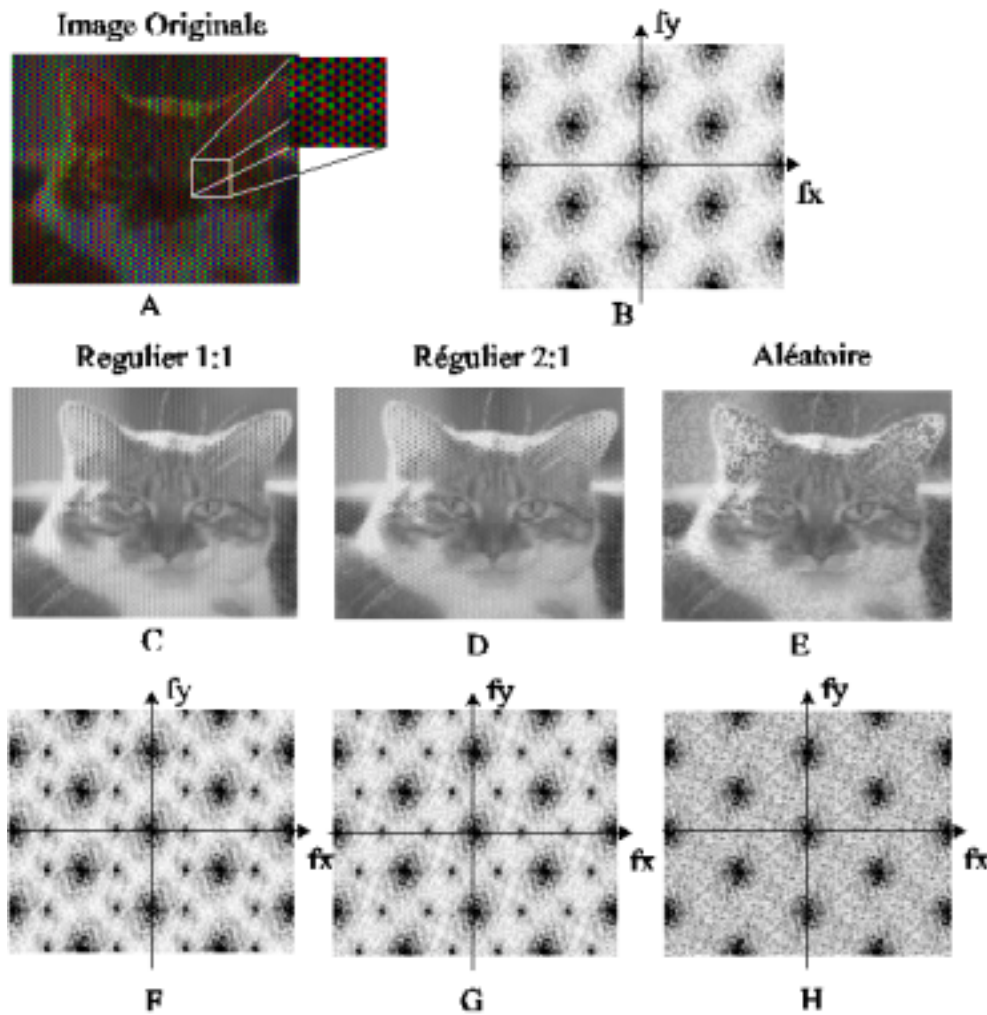 Image Originale
fy
fx
A
B
Regulier 1:1
Régulier 2:1
Aléatoire
C
D
E
fy
fy
fy
fx
fx
fx
F
G
H